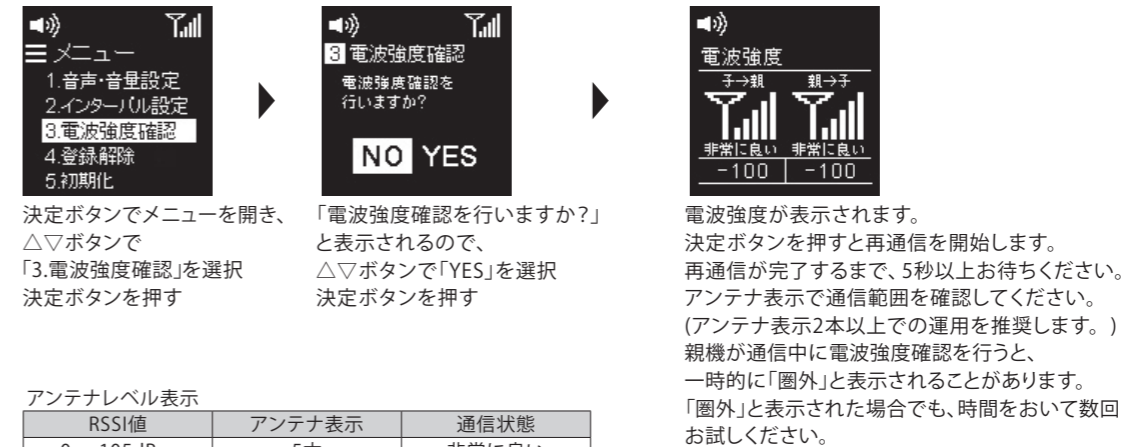 メニュー
1.音声・音量設定
2.インターバル設定
3.電波強度確認
4.登録解除
5.初期化
決定ボタンでメニューを開き、
△▽ボタンで
「3.電波強度確認」を選択
決定ボタンを押す
3 電波強度確認
電波強度確認を
行いますか?
NO YES
「電波強度確認を行いますか?」
と表示されるので、
△▽ボタンで「YES」を選択
決定ボタンを押す
電波強度
子→親 親→子
非常に良い 非常に良い
-100 -100
電波強度が表示されます。
決定ボタンを押すと再通信を開始します。
再通信が完了するまで、5秒以上お待ちください。
アンテナ表示で通信範囲を確認してください。
(アンテナ表示2本以上での運用を推奨します。)
親機が通信中に電波強度確認を行うと、
一時的に「圏外」と表示されることがあります。
「圏外」と表示された場合でも、時間をおいて数回
お試しください。
アンテナレベル表示
RSSI値 アンテナ表示 通信状態